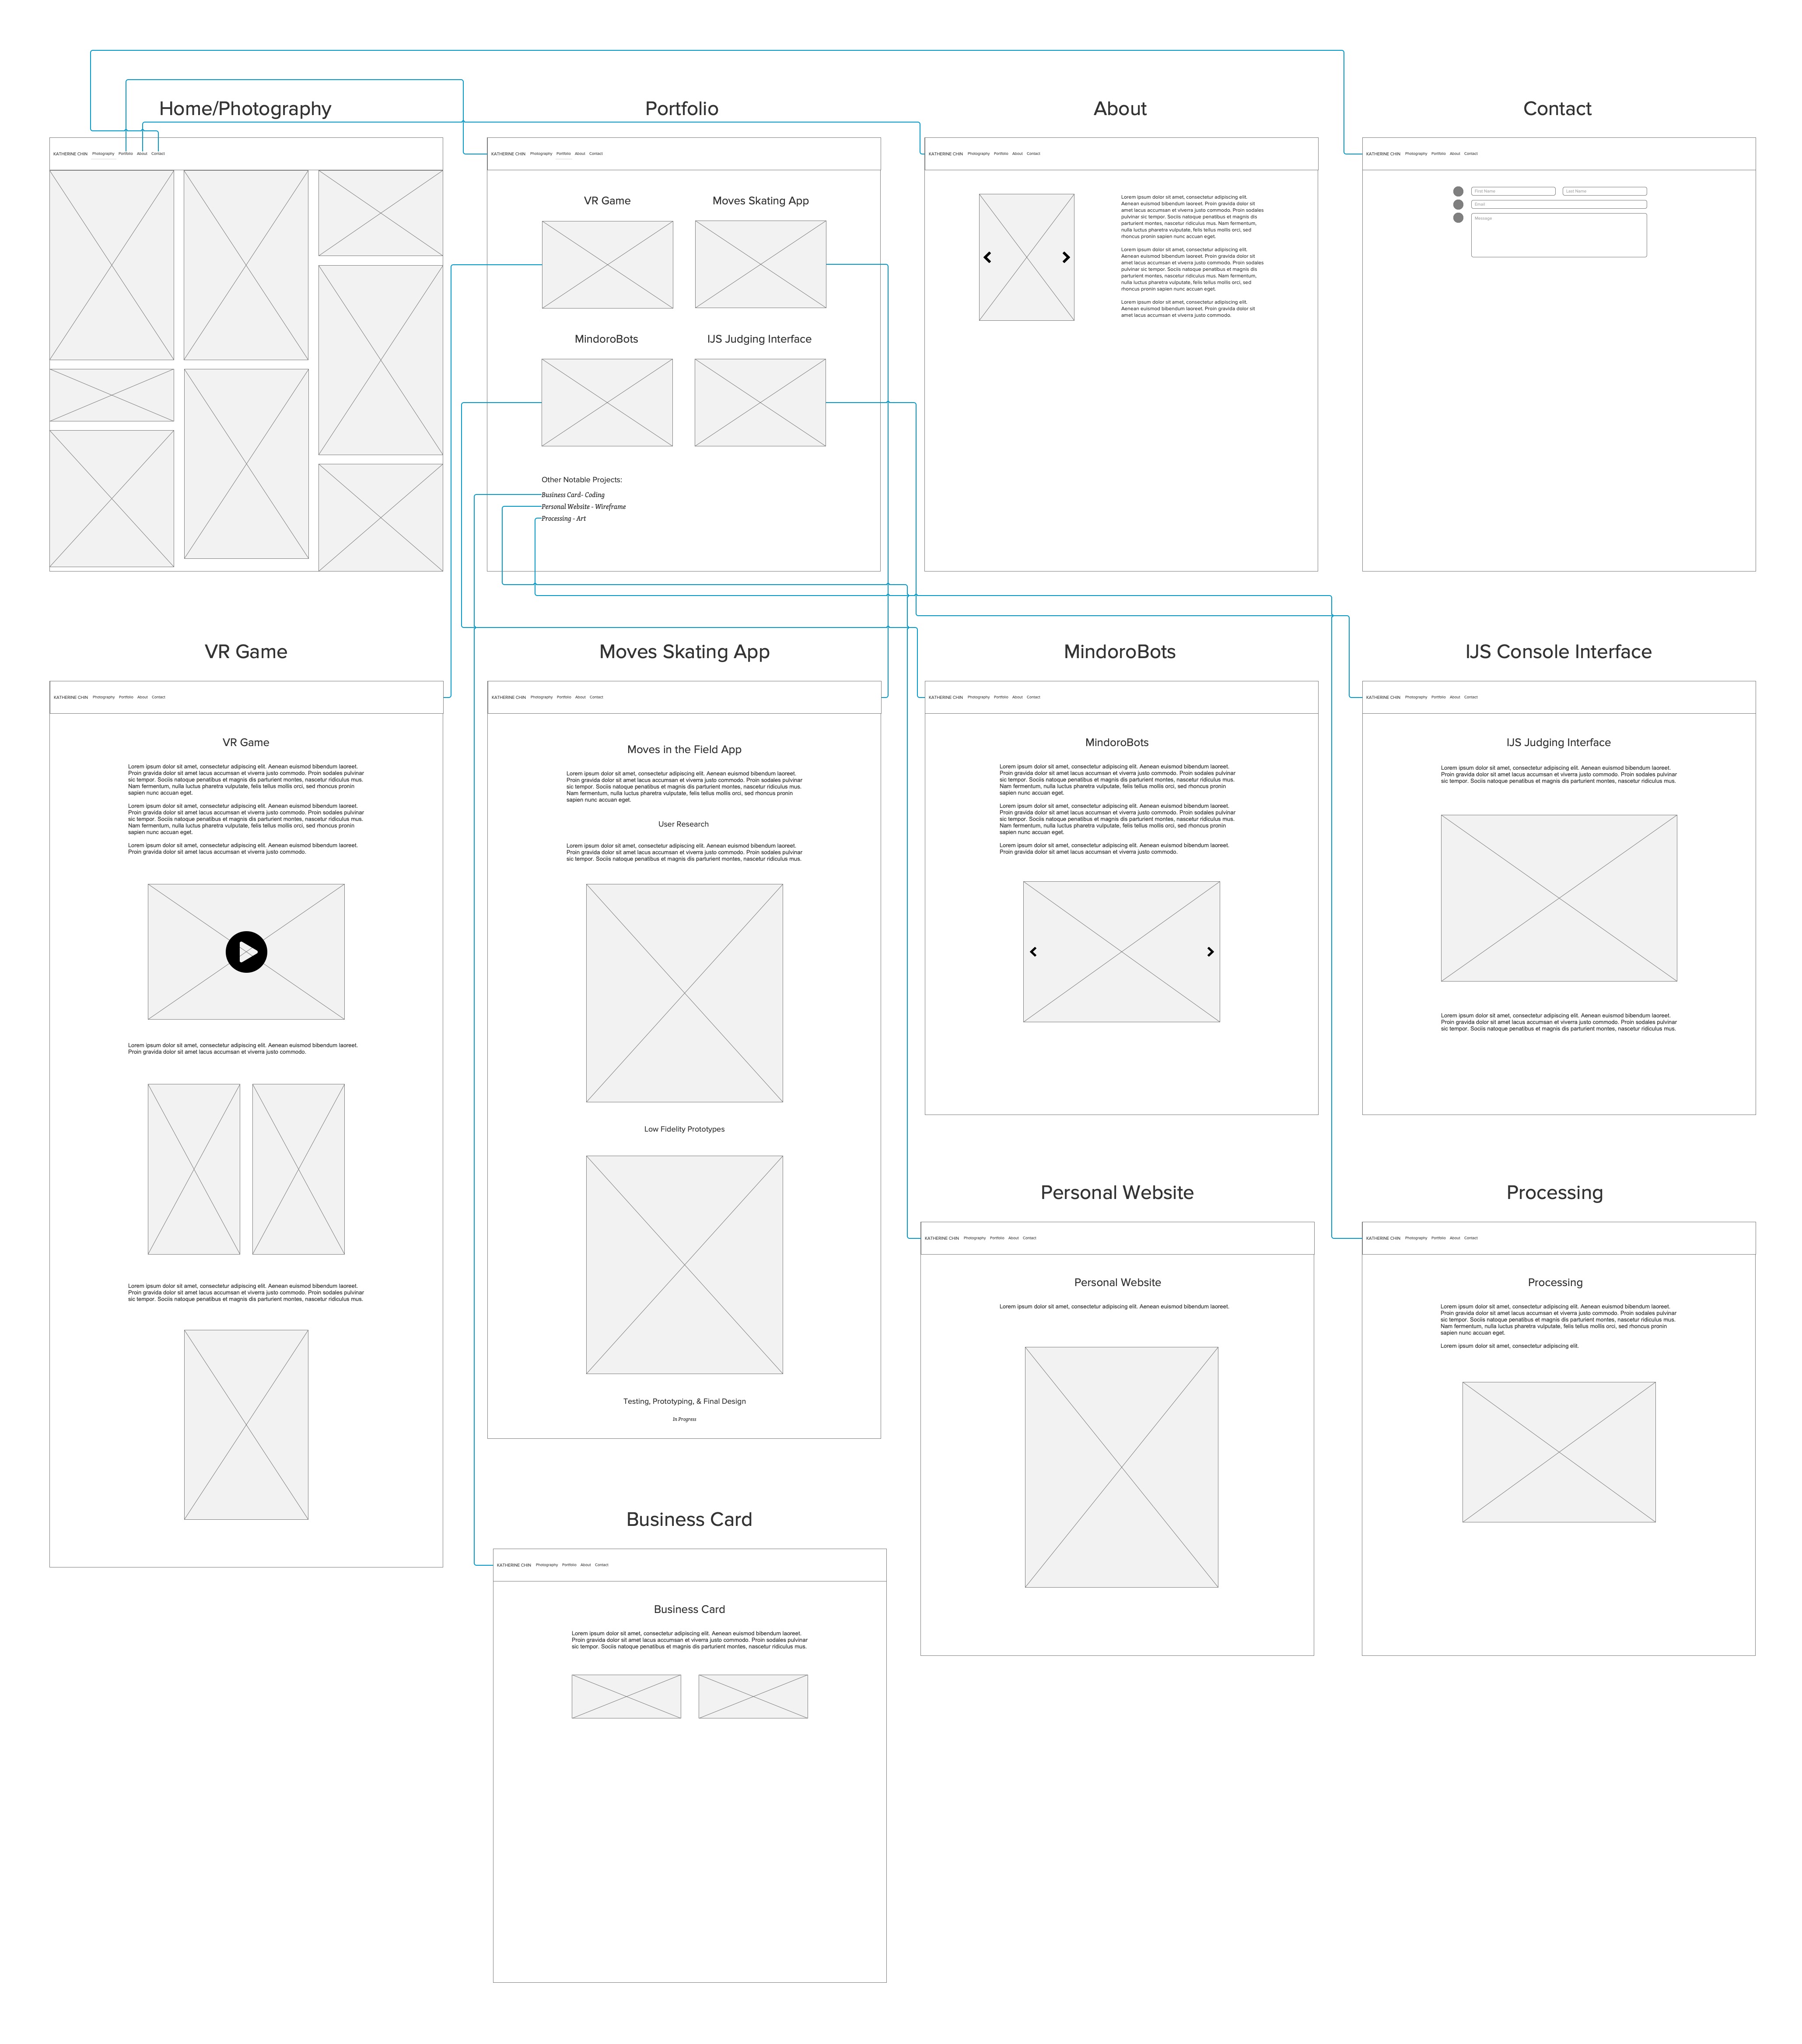 Home/Photography
KATHERINE CHIN Photography Portfolio About Contact
Portfolio
KATHERINE CHIN Photography Portfolio About Contact
VR Game
Moves Skating App
MindoroBots
IJS Judging Interface
Other Notable Projects:
Business Card- Coding
Personal Website - Wireframe
Processing - Art
About
KATHERINE CHIN Photography Portfolio About Contact
Lorem ipsum dolor sit amet, consectetur adipiscing elit.
Aenean euismod bibendum laoreet. Proin gravida dolor sit
amet lacus accumsan et viverra justo commodo. Proin sodales
pulvinar sic tempor. Sociis natoque penatibus et magnis dis
parturient montes, nascetur ridiculus mus. Nam fermentum,
nulla luctus pharetra vulputate, felis tellus mollis orci, sed
rhoncus pronin sapien nunc accuan eget.
Lorem ipsum dolor sit amet, consectetur adipiscing elit.
Aenean euismod bibendum laoreet. Proin gravida dolor sit
amet lacus accumsan et viverra justo commodo. Proin sodales
pulvinar sic tempor. Sociis natoque penatibus et magnis dis
parturient montes, nascetur ridiculus mus. Nam fermentum,
nulla luctus pharetra vulputate, felis tellus mollis orci, sed
rhoncus pronin sapien nunc accuan eget.
Lorem ipsum dolor sit amet, consectetur adipiscing elit.
Aenean euismod bibendum laoreet. Proin gravida dolor sit
amet lacus accumsan et viverra justo commodo.
Contact
KATHERINE CHIN Photography Portfolio About Contact
First Name
Last Name
Email
Message
VR Game
KATHERINE CHIN Photography Portfolio About Contact
VR Game
Lorem ipsum dolor sit amet, consectetur adipiscing elit. Aenean euismod bibendum laoreet.
Proin gravida dolor sit amet lacus accumsan et viverra justo commodo. Proin sodales pulvinar
sic tempor. Sociis natoque penatibus et magnis dis parturient montes, nascetur ridiculus mus.
Nam fermentum, nulla luctus pharetra vulputate, felis tellus mollis orci, sed rhoncus pronin
sapien nunc accuan eget.
Lorem ipsum dolor sit amet, consectetur adipiscing elit. Aenean euismod bibendum laoreet.
Proin gravida dolor sit amet lacus accumsan et viverra justo commodo. Proin sodales pulvinar
sic tempor. Sociis natoque penatibus et magnis dis parturient montes, nascetur ridiculus mus.
Nam fermentum, nulla luctus pharetra vulputate, felis tellus mollis orci, sed rhoncus pronin
sapien nunc accuan eget.
Lorem ipsum dolor sit amet, consectetur adipiscing elit. Aenean euismod bibendum laoreet.
Proin gravida dolor sit amet lacus accumsan et viverra justo commodo.
Lorem ipsum dolor sit amet, consectetur adipiscing elit. Aenean euismod bibendum laoreet.
Proin gravida dolor sit amet lacus accumsan et viverra justo commodo.
Lorem ipsum dolor sit amet, consectetur adipiscing elit. Aenean euismod bibendum laoreet.
Proin gravida dolor sit amet lacus accumsan et viverra justo commodo. Proin sodales pulvinar
sic tempor. Sociis natoque penatibus et magnis dis parturient montes, nascetur ridiculus mus.
Moves Skating App
KATHERINE CHIN Photography Portfolio About Contact
Moves in the Field App
Lorem ipsum dolor sit amet, consectetur adipiscing elit. Aenean euismod bibendum laoreet.
Proin gravida dolor sit amet lacus accumsan et viverra justo commodo. Proin sodales pulvinar
sic tempor. Sociis natoque penatibus et magnis dis parturient montes, nascetur ridiculus mus.
Nam fermentum, nulla luctus pharetra vulputate, felis tellus mollis orci, sed rhoncus pronin
sapien nunc accuan eget.
User Research
Lorem ipsum dolor sit amet, consectetur adipiscing elit. Aenean euismod bibendum laoreet.
Proin gravida dolor sit amet lacus accumsan et viverra justo commodo. Proin sodales pulvinar
sic tempor. Sociis natoque penatibus et magnis dis parturient montes, nascetur ridiculus mus.
Low Fidelity Prototypes
Testing, Prototyping, & Final Design
In Progress
MindoroBots
KATHERINE CHIN Photography Portfolio About Contact
MindoroBots
Lorem ipsum dolor sit amet, consectetur adipiscing elit. Aenean euismod bibendum laoreet.
Proin gravida dolor sit amet lacus accumsan et viverra justo commodo. Proin sodales pulvinar
sic tempor. Sociis natoque penatibus et magnis dis parturient montes, nascetur ridiculus mus.
Nam fermentum, nulla luctus pharetra vulputate, felis tellus mollis orci, sed rhoncus pronin
sapien nunc accuan eget.
Lorem ipsum dolor sit amet, consectetur adipiscing elit. Aenean euismod bibendum laoreet.
Proin gravida dolor sit amet lacus accumsan et viverra justo commodo. Proin sodales pulvinar
sic tempor. Sociis natoque penatibus et magnis dis parturient montes, nascetur ridiculus mus.
Nam fermentum, nulla luctus pharetra vulputate, felis tellus mollis orci, sed rhoncus pronin
sapien nunc accuan eget.
Lorem ipsum dolor sit amet, consectetur adipiscing elit. Aenean euismod bibendum laoreet.
Proin gravida dolor sit amet lacus accumsan et viverra justo commodo.
IJS Console Interface
KATHERINE CHIN Photography Portfolio About Contact
IJS Judging Interface
Lorem ipsum dolor sit amet, consectetur adipiscing elit. Aenean euismod bibendum laoreet.
Proin gravida dolor sit amet lacus accumsan et viverra justo commodo. Proin sodales pulvinar
sic tempor. Sociis natoque penatibus et magnis dis parturient montes, nascetur ridiculus mus.
Lorem ipsum dolor sit amet, consectetur adipiscing elit. Aenean euismod bibendum laoreet.
Proin gravida dolor sit amet lacus accumsan et viverra justo commodo. Proin sodales pulvinar
sic tempor. Sociis natoque penatibus et magnis dis parturient montes, nascetur ridiculus mus.
Personal Website
KATHERINE CHIN Photography Portfolio About Contact
Personal Website
Lorem ipsum dolor sit amet, consectetur adipiscing elit. Aenean euismod bibendum laoreet.
Processing
KATHERINE CHIN Photography Portfolio About Contact
Processing
Lorem ipsum dolor sit amet, consectetur adipiscing elit. Aenean euismod bibendum laoreet.
Proin gravida dolor sit amet lacus accumsan et viverra justo commodo. Proin sodales pulvinar
sic tempor. Sociis natoque penatibus et magnis dis parturient montes, nascetur ridiculus mus.
Nam fermentum, nulla luctus pharetra vulputate, felis tellus mollis orci, sed rhoncus pronin
sapien nunc accuan eget.
Lorem ipsum dolor sit amet, consectetur adipiscing elit.
Business Card
KATHERINE CHIN Photography Portfolio About Contact
Business Card
Lorem ipsum dolor sit amet, consectetur adipiscing elit. Aenean euismod bibendum laoreet.
Proin gravida dolor sit amet lacus accumsan et viverra justo commodo. Proin sodales pulvinar
sic tempor. Sociis natoque penatibus et magnis dis parturient montes, nascetur ridiculus mus.